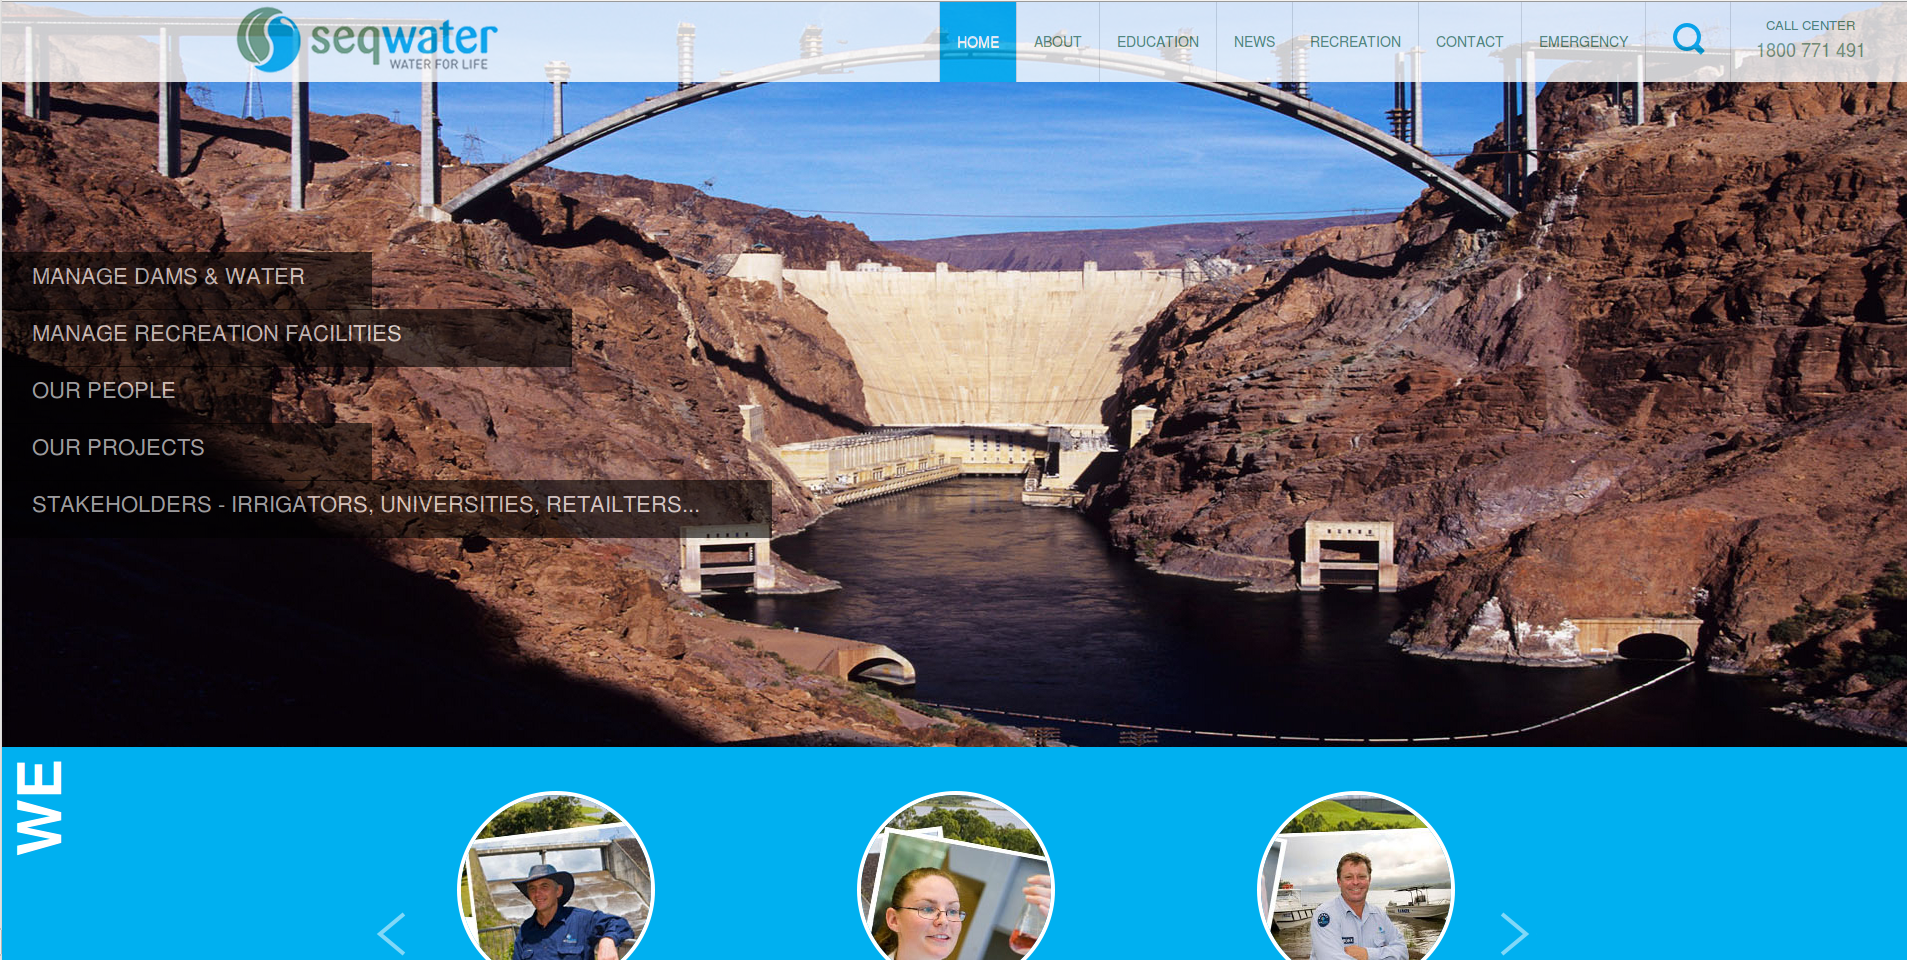 seqwater
WATER FOR LIFE
HOME
ABOUT
EDUCATION
NEWS
RECREATION
CONTACT
EMERGENCY
CALL CENTER
1800 771 491
MANAGE DAMS & WATER
MANAGE RECREATION FACILITIES
OUR PEOPLE
OUR PROJECTS
STAKEHOLDERS - IRRIGATORS, UNIVERSITIES, RETAILTERS...
WE